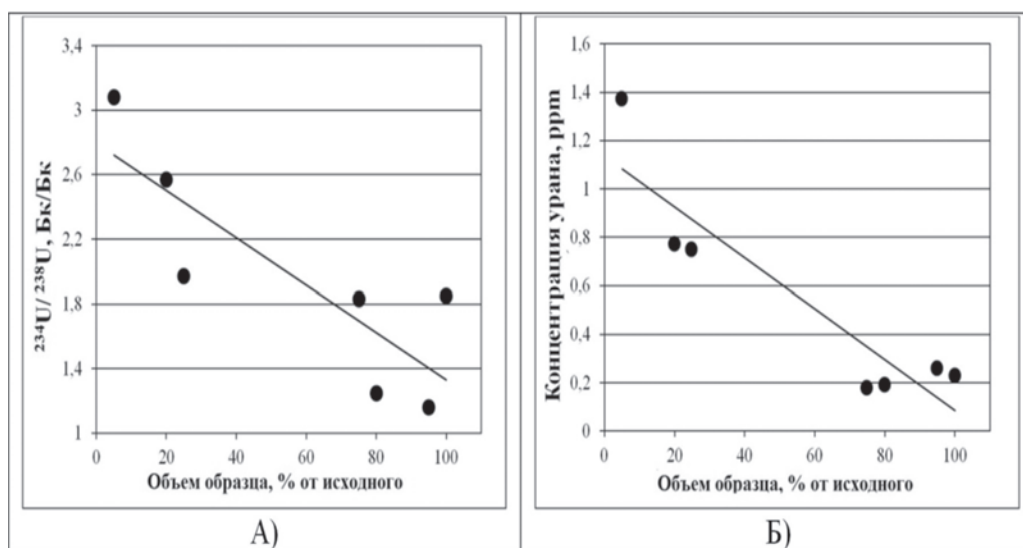 3,4
3
2,6
2,2
1,8
1,4
1
²³⁴U/ ²³⁸U, Бк/Бк
0 20 40 60 80 100
Объем образца, % от исходного
А)
1,6
1,4
1,2
1
0,8
0,6
0,4
0,2
0
Концентрация урана, ppm
0 20 40 60 80 100
Объем образца, % от исходного
Б)